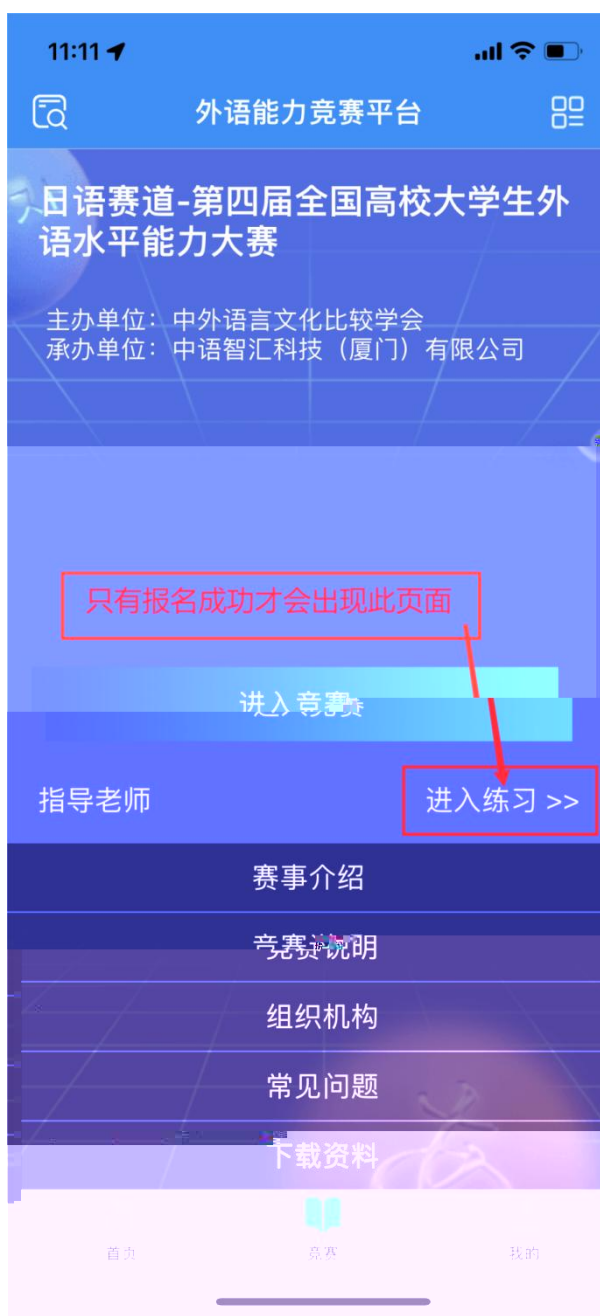 11:11
外语能力竞赛平台
日语赛道-第四届全国高校大学生外
语水平能力大赛
主办单位：中外语言文化比较学会
承办单位：中语智汇科技（厦门）有限公司
只有报名成功才会出现此页面
进入竞赛
指导老师
进入练习 >>
赛事介绍
竞赛说明
组织机构
常见问题
下载资料
竞赛
我的